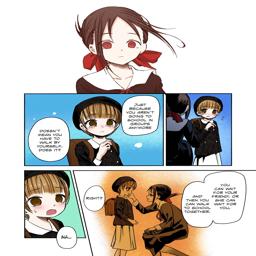 JUST
BECAUSE
YOU AREN'T
GOING TO
SCHOOL IN
GROUPS
ANYMORE
DOESN'T
MEAN YOU
HAVE TO
WALK BY
YOURSELF,
DOES IT?
YOU
CAN WAIT FOR
YOUR FRIEND, OR
SHE CAN WAIT
FOR YOU.
AND THEN
YOU CAN
WALK TO
SCHOOL
TOGETHER.
RIGHT?